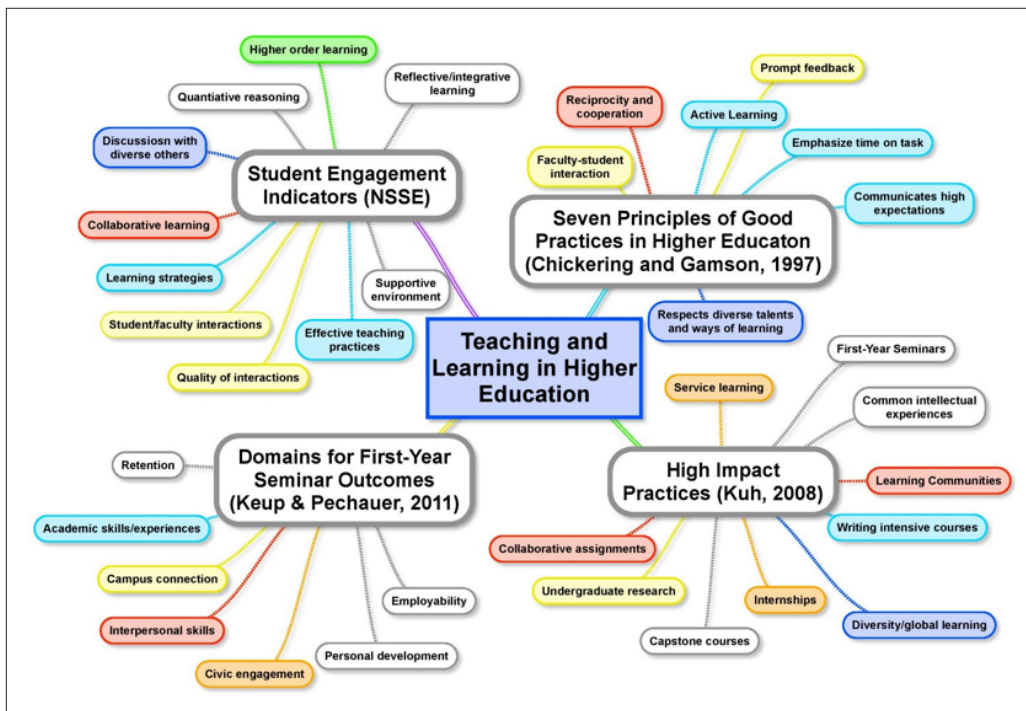 Higher order learning
Quantiative reasoning
Reflective/integrative
learning
Discussiosn with
diverse others
Student Engagement
Indicators (NSSE)
Collaborative learning
Learning strategies
Student/faculty interactions
Quality of interactions
Effective teaching
practices
Supportive
environment
Prompt feedback
Reciprocity and
cooperation
Active Learning
Emphasize time on task
Faculty-student
interaction
Communicates high
expectations
Seven Principles of Good
Practices in Higher Educaton
(Chickering and Gamson, 1997)
Respects diverse talents
and ways of learning
Teaching and
Learning in Higher
Education
Domains for First-Year
Seminar Outcomes
(Keup & Pechauer, 2011)
Retention
Academic skills/experiences
Campus connection
Interpersonal skills
Civic engagement
Personal development
Employability
First-Year Seminars
Service learning
Common intellectual
experiences
High Impact
Practices (Kuh, 2008)
Learning Communities
Writing intensive courses
Collaborative assignments
Undergraduate research
Capstone courses
Internships
Diversity/global learning